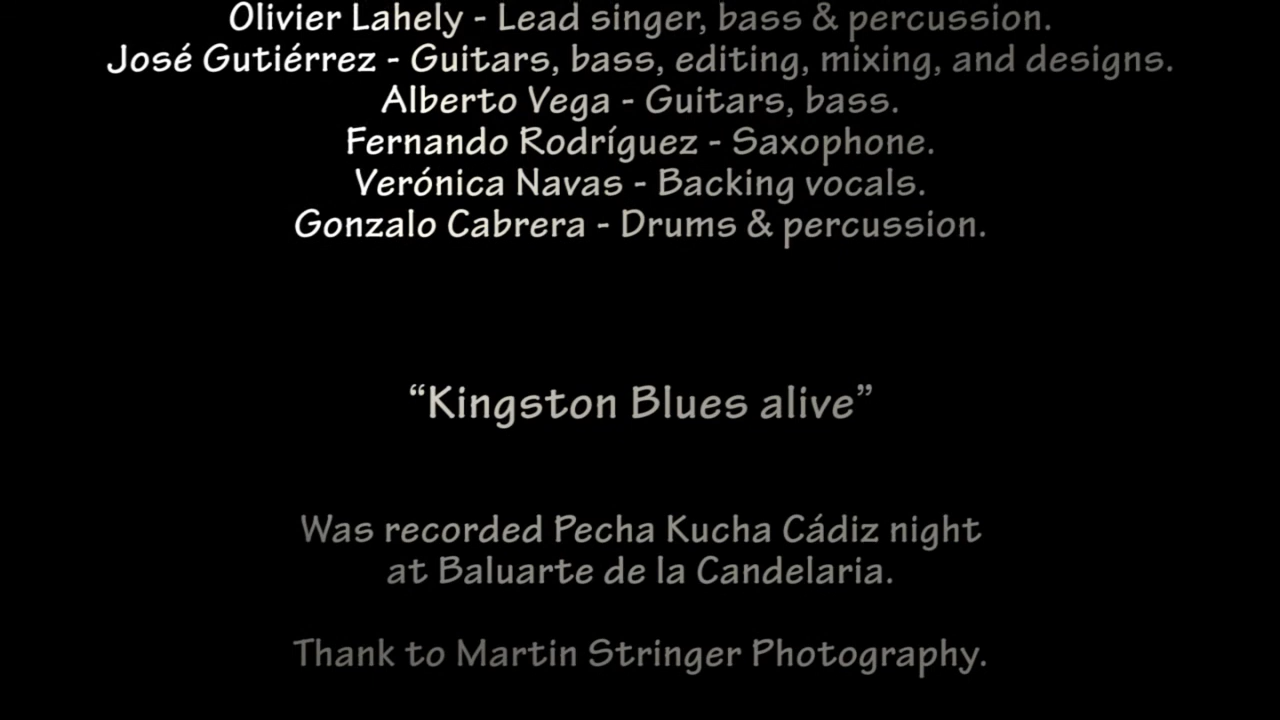 Olivier Lahely - Lead singer, bass & percussion.
José Gutiérrez - Guitars, bass, editing, mixing, and designs.
Alberto Vega - Guitars, bass.
Fernando Rodríguez - Saxophone.
Verónica Navas - Backing vocals.
Gonzalo Cabrera - Drums & percussion.
“Kingston Blues alive”
Was recorded Pecha Kucha Cádiz night
at Baluarte de la Candelaria.
Thank to Martin Stringer Photography.